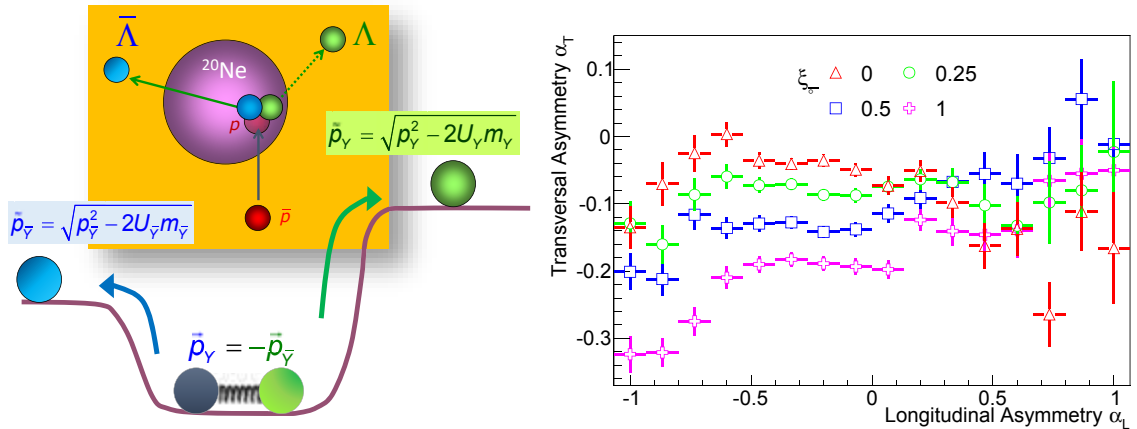 Λ̄
Λ
²⁰Ne
p
p̄
p̃⃗_Y = √(p_Y² − 2U_Y m_Y)
p̃⃗_Ȳ = √(p_Ȳ² − 2U_Ȳ m_Ȳ)
p⃗_Y = −p⃗_Ȳ
Transversal Asymmetry α_T
0.1
0
-0.1
-0.2
-0.3
ξ 0 0.25
0.5 1
-1 -0.5 0 0.5 1
Longitudinal Asymmetry α_L